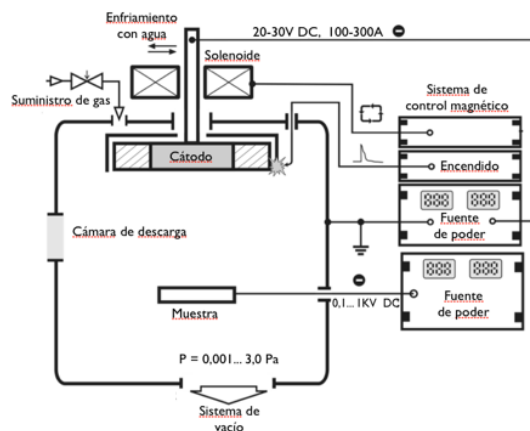 Enfriamiento
con agua
20-30V DC, 100-300A
Solenoide
Suministro de gas
Sistema de
control magnético
Cátodo
Encendido
Fuente
de poder
Cámara de descarga
Muestra
0,1... 1KV DC
Fuente
de poder
P = 0,001... 3,0 Pa
Sistema de
vacío